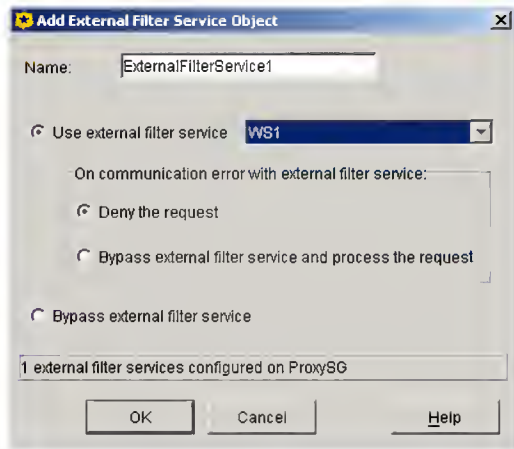 Add External Filter Service Object
Name: ExternalFilterService1
Use external filter service WS1
On communication error with external filter service:
Deny the request
Bypass external filter service and process the request
Bypass external filter service
1 external filter services configured on ProxySG
OK Cancel Help